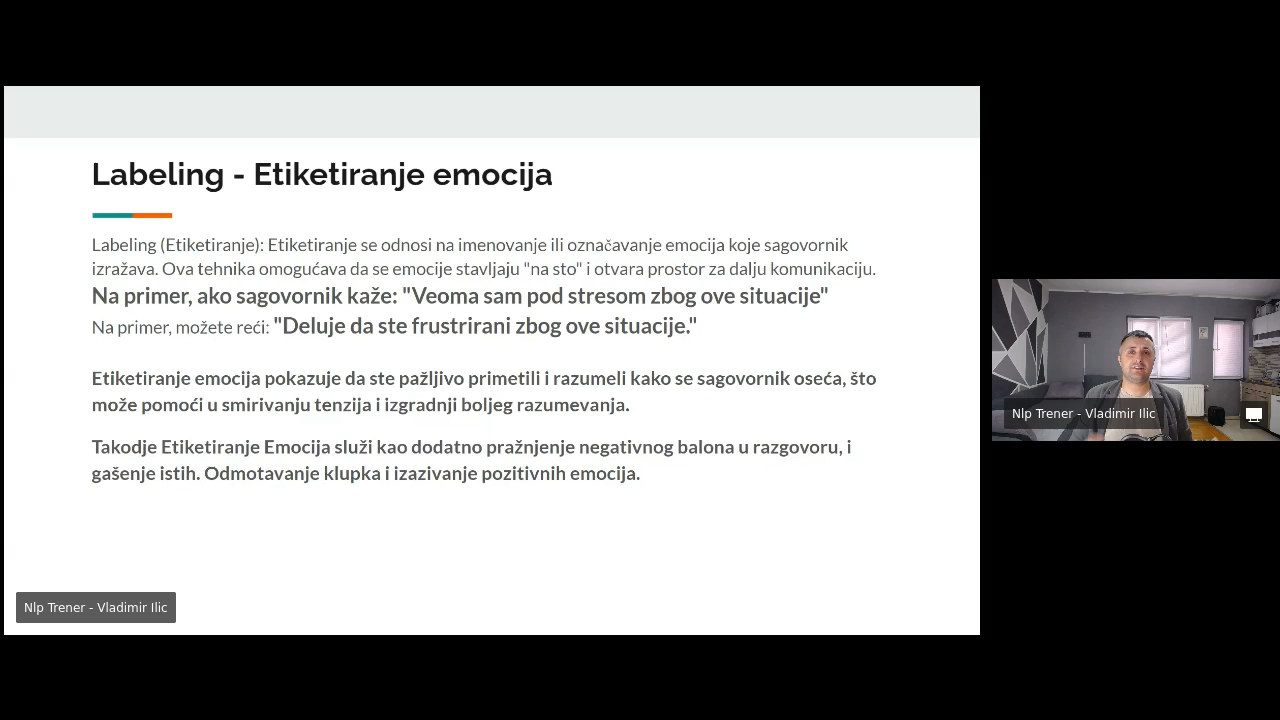 Labeling - Etiketiranje emocija
Labeling (Etiketiranje): Etiketiranje se odnosi na imenovanje ili označavanje emocija koje sagovornik
izražava. Ova tehnika omogućava da se emocije stavljaju "na sto" i otvara prostor za dalju komunikaciju.
Na primer, ako sagovornik kaže: "Veoma sam pod stresom zbog ove situacije"
Na primer, možete reći: "Deluje da ste frustrirani zbog ove situacije."
Etiketiranje emocija pokazuje da ste pažljivo primetili i razumeli kako se sagovornik oseća, što
može pomoći u smirivanju tenzija i izgradnji boljeg razumevanja.
Takodje Etiketiranje Emocija služi kao dodatno pražnjenje negativnog balona u razgovoru, i
gašenje istih. Odmotavanje klupka i izazivanje pozitivnih emocija.
Nlp Trener - Vladimir Ilic
Nlp Trener - Vladimir Ilic